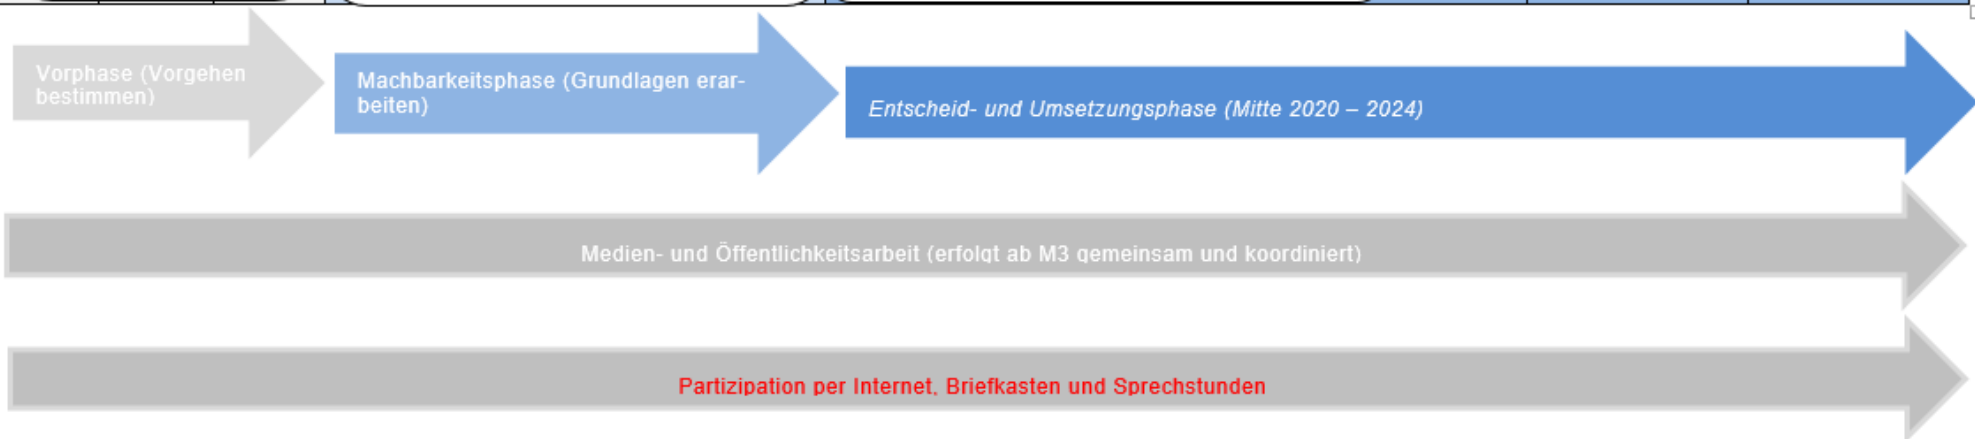 Vorphase (Vorgehen
bestimmen)
Machbarkeitsphase (Grundlagen erar-
beiten)
Entscheid- und Umsetzungsphase (Mitte 2020 – 2024)
Medien- und Öffentlichkeitsarbeit (erfolgt ab M3 gemeinsam und koordiniert)
Partizipation per Internet, Briefkasten und Sprechstunden